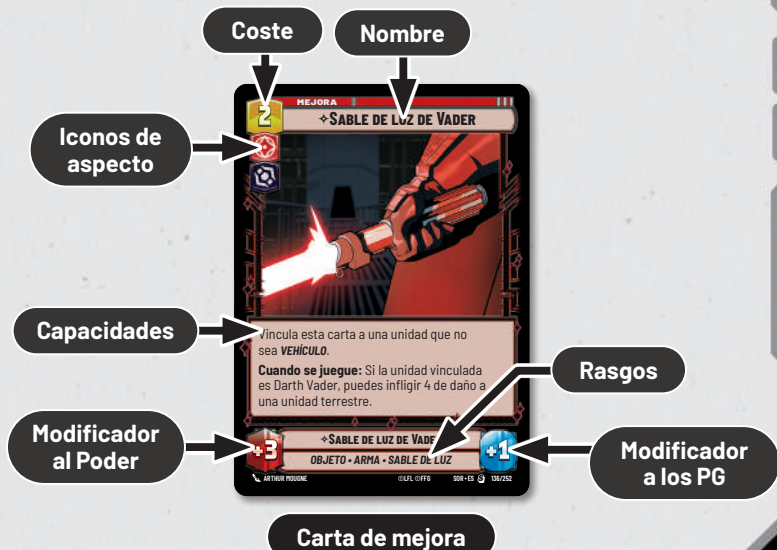 Coste
Nombre
MEJORA
2
✧SABLE DE LUZ DE VADER
Iconos de
aspecto
Capacidades
Vincula esta carta a una unidad que no
sea VEHÍCULO.
Cuando se juegue: Si la unidad vinculada
es Darth Vader, puedes infligir 4 de daño a
una unidad terrestre.
Rasgos
Modificador
al Poder
+3
✧SABLE DE LUZ DE VADER
OBJETO • ARMA • SABLE DE LUZ
+1
Modificador
a los PG
ARTHUR MOUGNE
©LFL ©FFG
SOR • ES
136/252
Carta de mejora